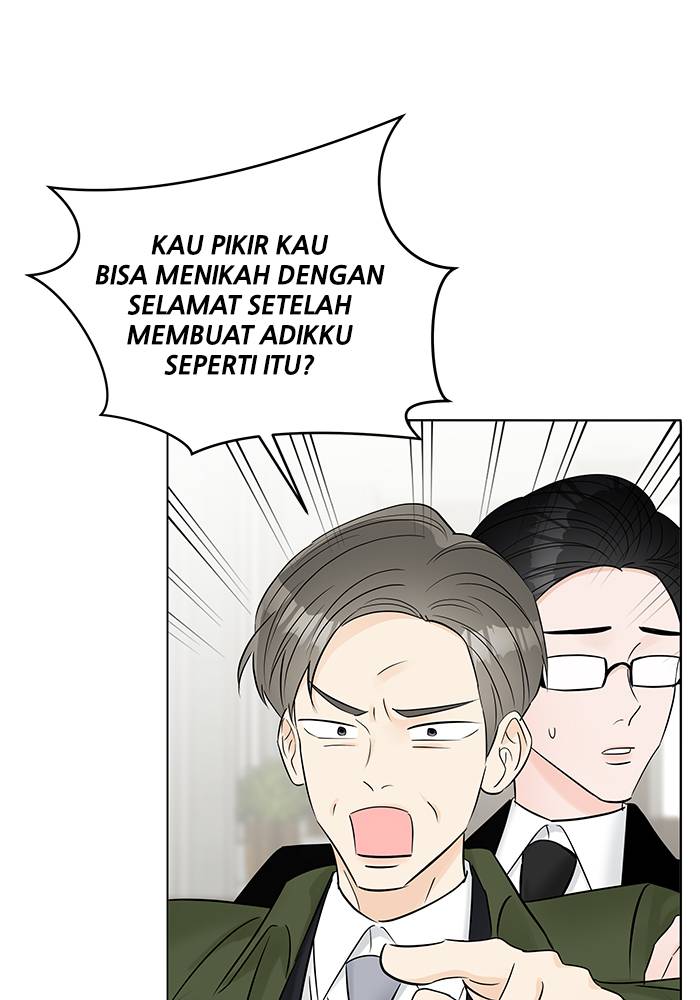 KAU PIKIR KAU
BISA MENIKAH DENGAN
SELAMAT SETELAH
MEMBUAT ADIKKU
SEPERTI ITU?